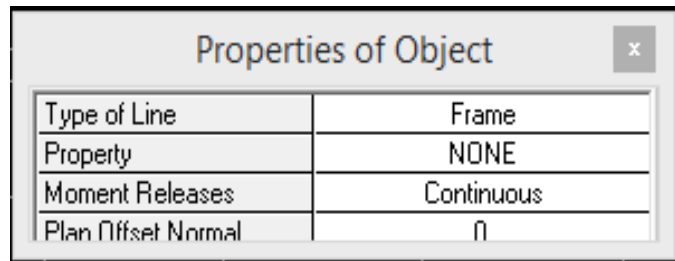 Properties of Object x
Type of Line Frame
Property NONE
Moment Releases Continuous
Plan Offset Normal 0